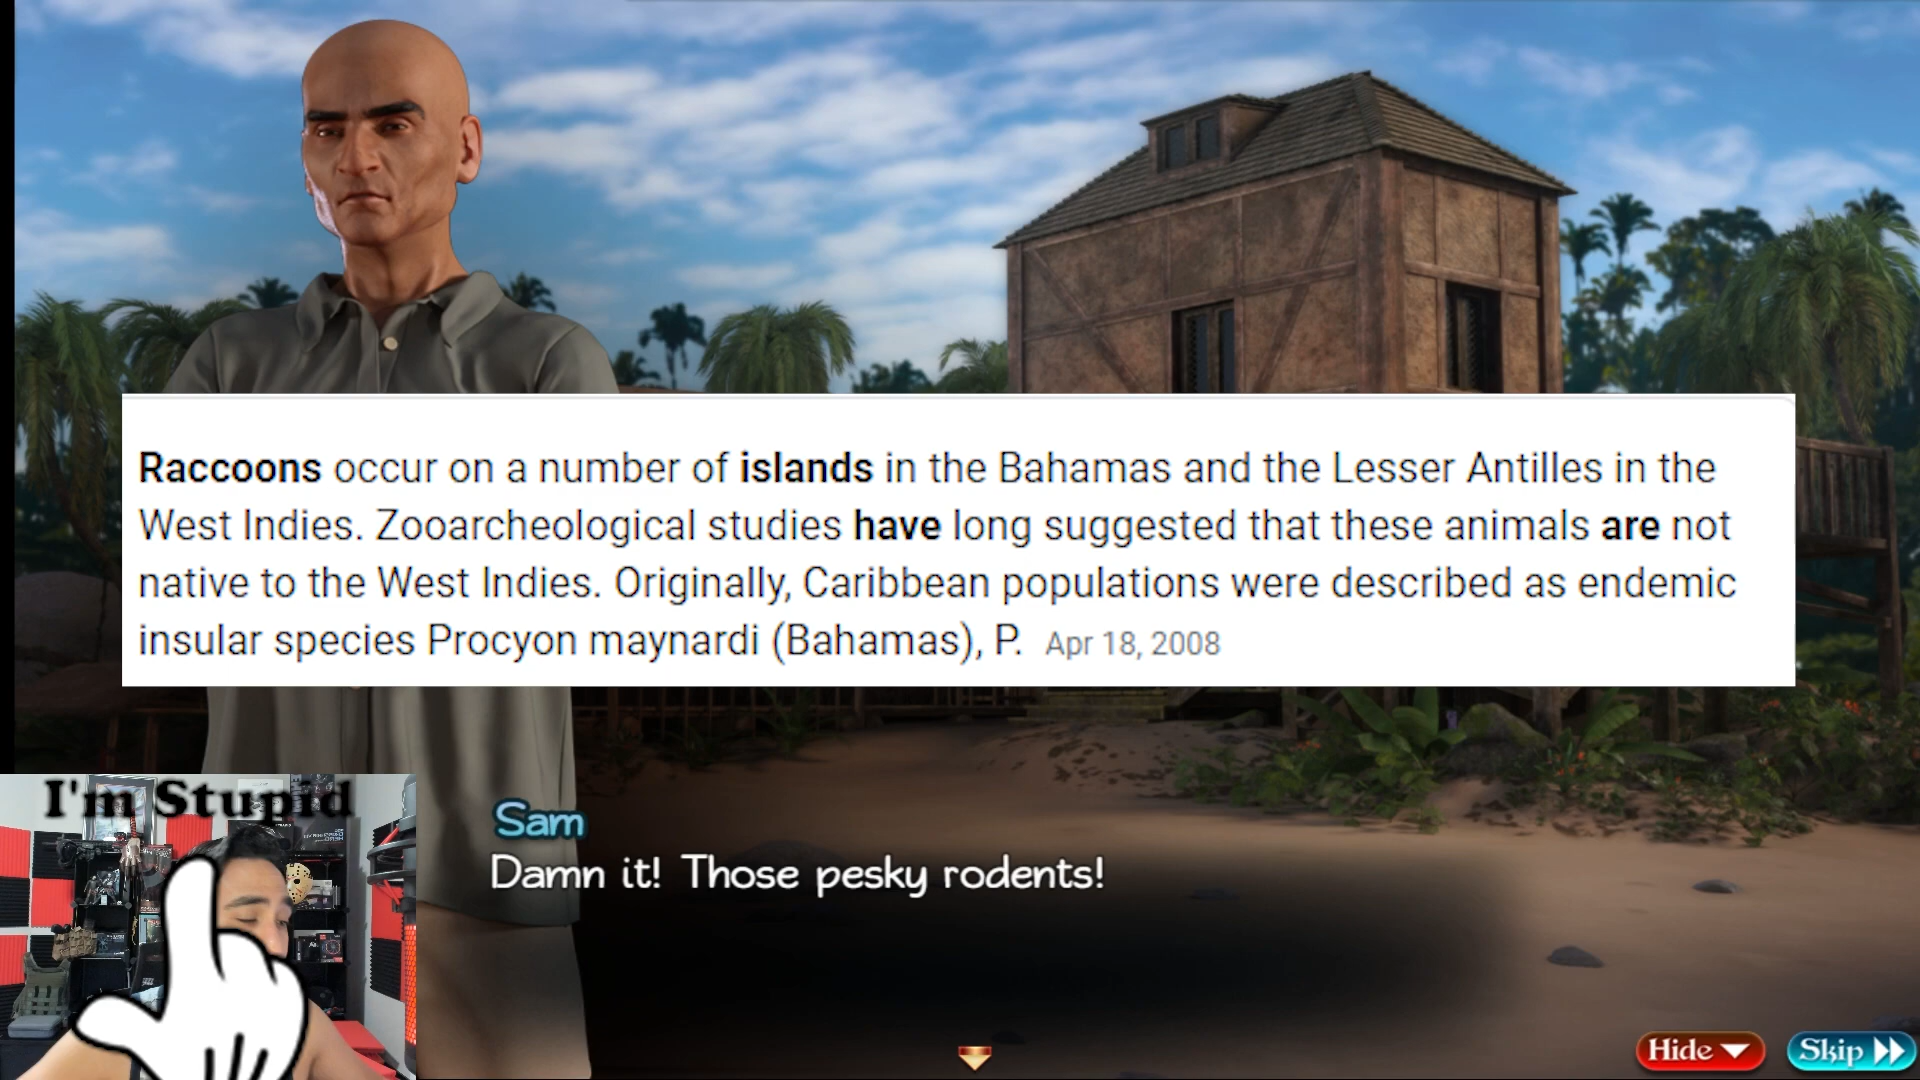 Raccoons occur on a number of islands in the Bahamas and the Lesser Antilles in the
West Indies. Zooarcheological studies have long suggested that these animals are not
native to the West Indies. Originally, Caribbean populations were described as endemic
insular species Procyon maynardi (Bahamas), P. Apr 18, 2008
I'm Stupid
Sam
Damn it! Those pesky rodents!
Hide
Skip